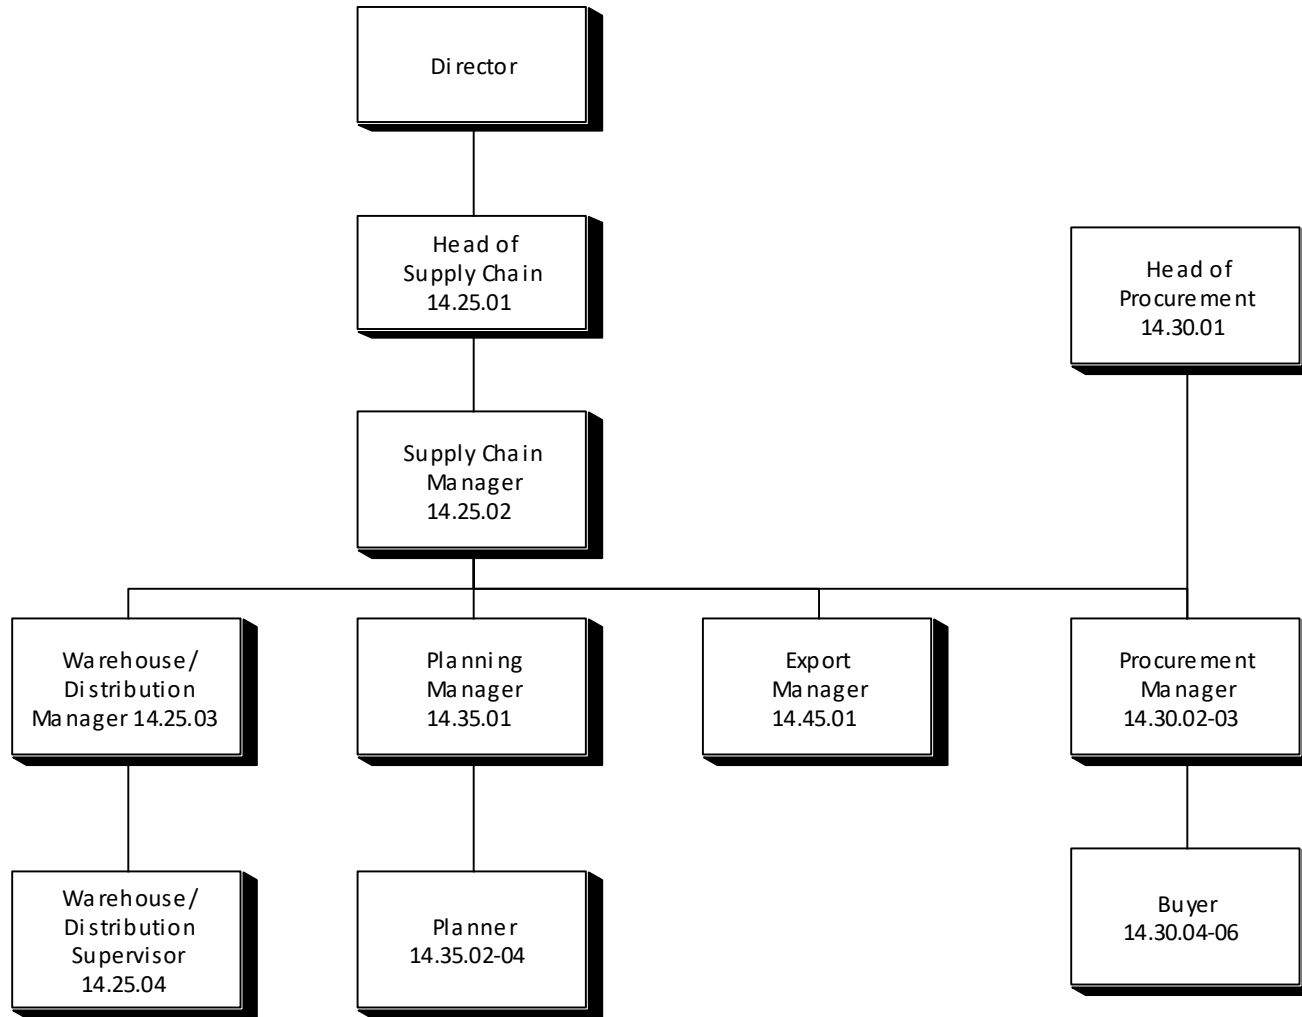 Director
Head of
Supply Chain
14.25.01
Head of
Procurement
14.30.01
Supply Chain
Manager
14.25.02
Warehouse/
Distribution
Manager 14.25.03
Planning
Manager
14.35.01
Export
Manager
14.45.01
Procurement
Manager
14.30.02-03
Warehouse/
Distribution
Supervisor
14.25.04
Planner
14.35.02-04
Buyer
14.30.04-06